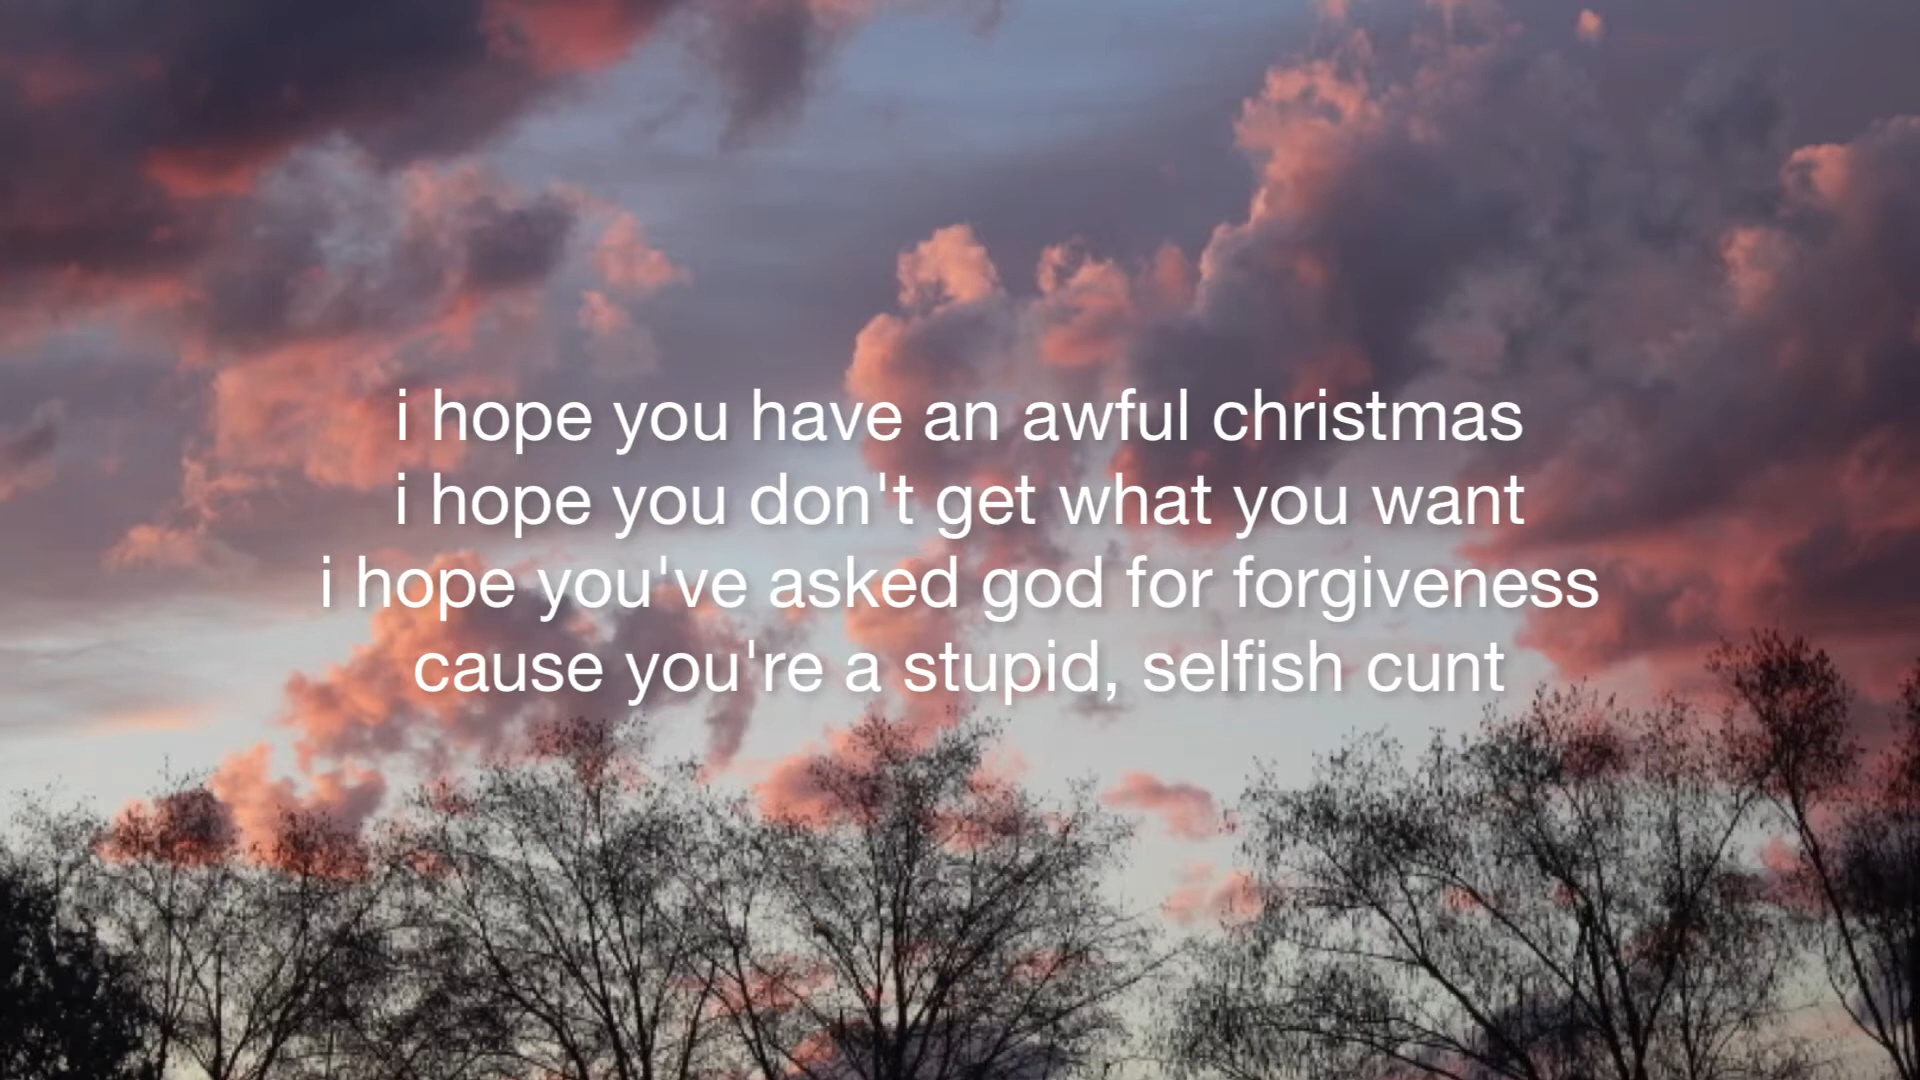 i hope you have an awful christmas
i hope you don't get what you want
i hope you've asked god for forgiveness
cause you're a stupid, selfish cunt